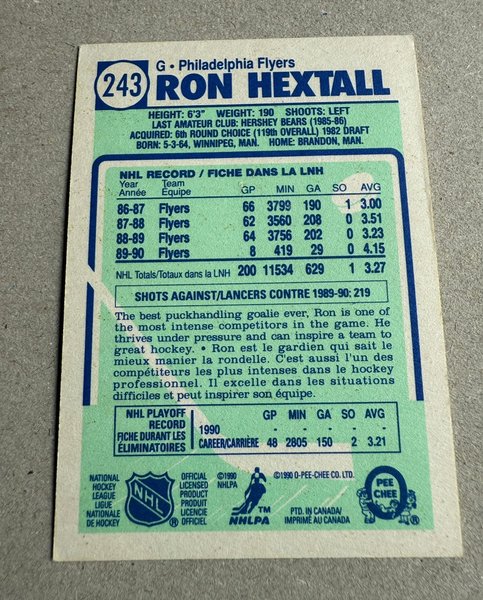 243
G • Philadelphia Flyers
RON HEXTALL
HEIGHT: 6'3" WEIGHT: 190 SHOOTS: LEFT
LAST AMATEUR CLUB: HERSHEY BEARS (1985-86)
ACQUIRED: 6th ROUND CHOICE (119th OVERALL) 1982 DRAFT
BORN: 5-3-64, WINNIPEG, MAN. HOME: BRANDON, MAN.
NHL RECORD / FICHE DANS LA LNH
Year Team
Année Équipe GP MIN GA SO AVG
86-87 Flyers 66 3799 190 1 3.00
87-88 Flyers 62 3560 208 0 3.51
88-89 Flyers 64 3756 202 0 3.23
89-90 Flyers 8 419 29 0 4.15
NHL Totals/Totaux dans la LNH 200 11534 629 1 3.27
SHOTS AGAINST/LANCERS CONTRE 1989-90: 219
The best puckhandling goalie ever, Ron is one of
the most intense competitors in the game. He
thrives under pressure and can inspire a team to
great hockey. • Ron est le gardien qui sait le
mieux manier la rondelle. C'est aussi l'un des
compétiteurs les plus intenses dans le hockey
professionnel. Il excelle dans les situations
difficiles et peut inspirer son équipe.
NHL PLAYOFF
RECORD
FICHE DURANT LES
ÉLIMINATOIRES
GP MIN GA SO AVG
1990 - - - - -
CAREER/CARRIÈRE 48 2805 150 2 3.21
NATIONAL
HOCKEY
LEAGUE
LIGUE
NATIONALE
DE HOCKEY
NHL
®
OFFICIAL
LICENSED
PRODUCT
PRODUIT
LICENCIÉ
OFFICIEL
©1990
NHLPA
TM
NHLPA
©1990 O-PEE-CHEE CO. LTD.
PTD. IN CANADA/
IMPRIMÉ AU CANADA
O
PEE
CHEE
®